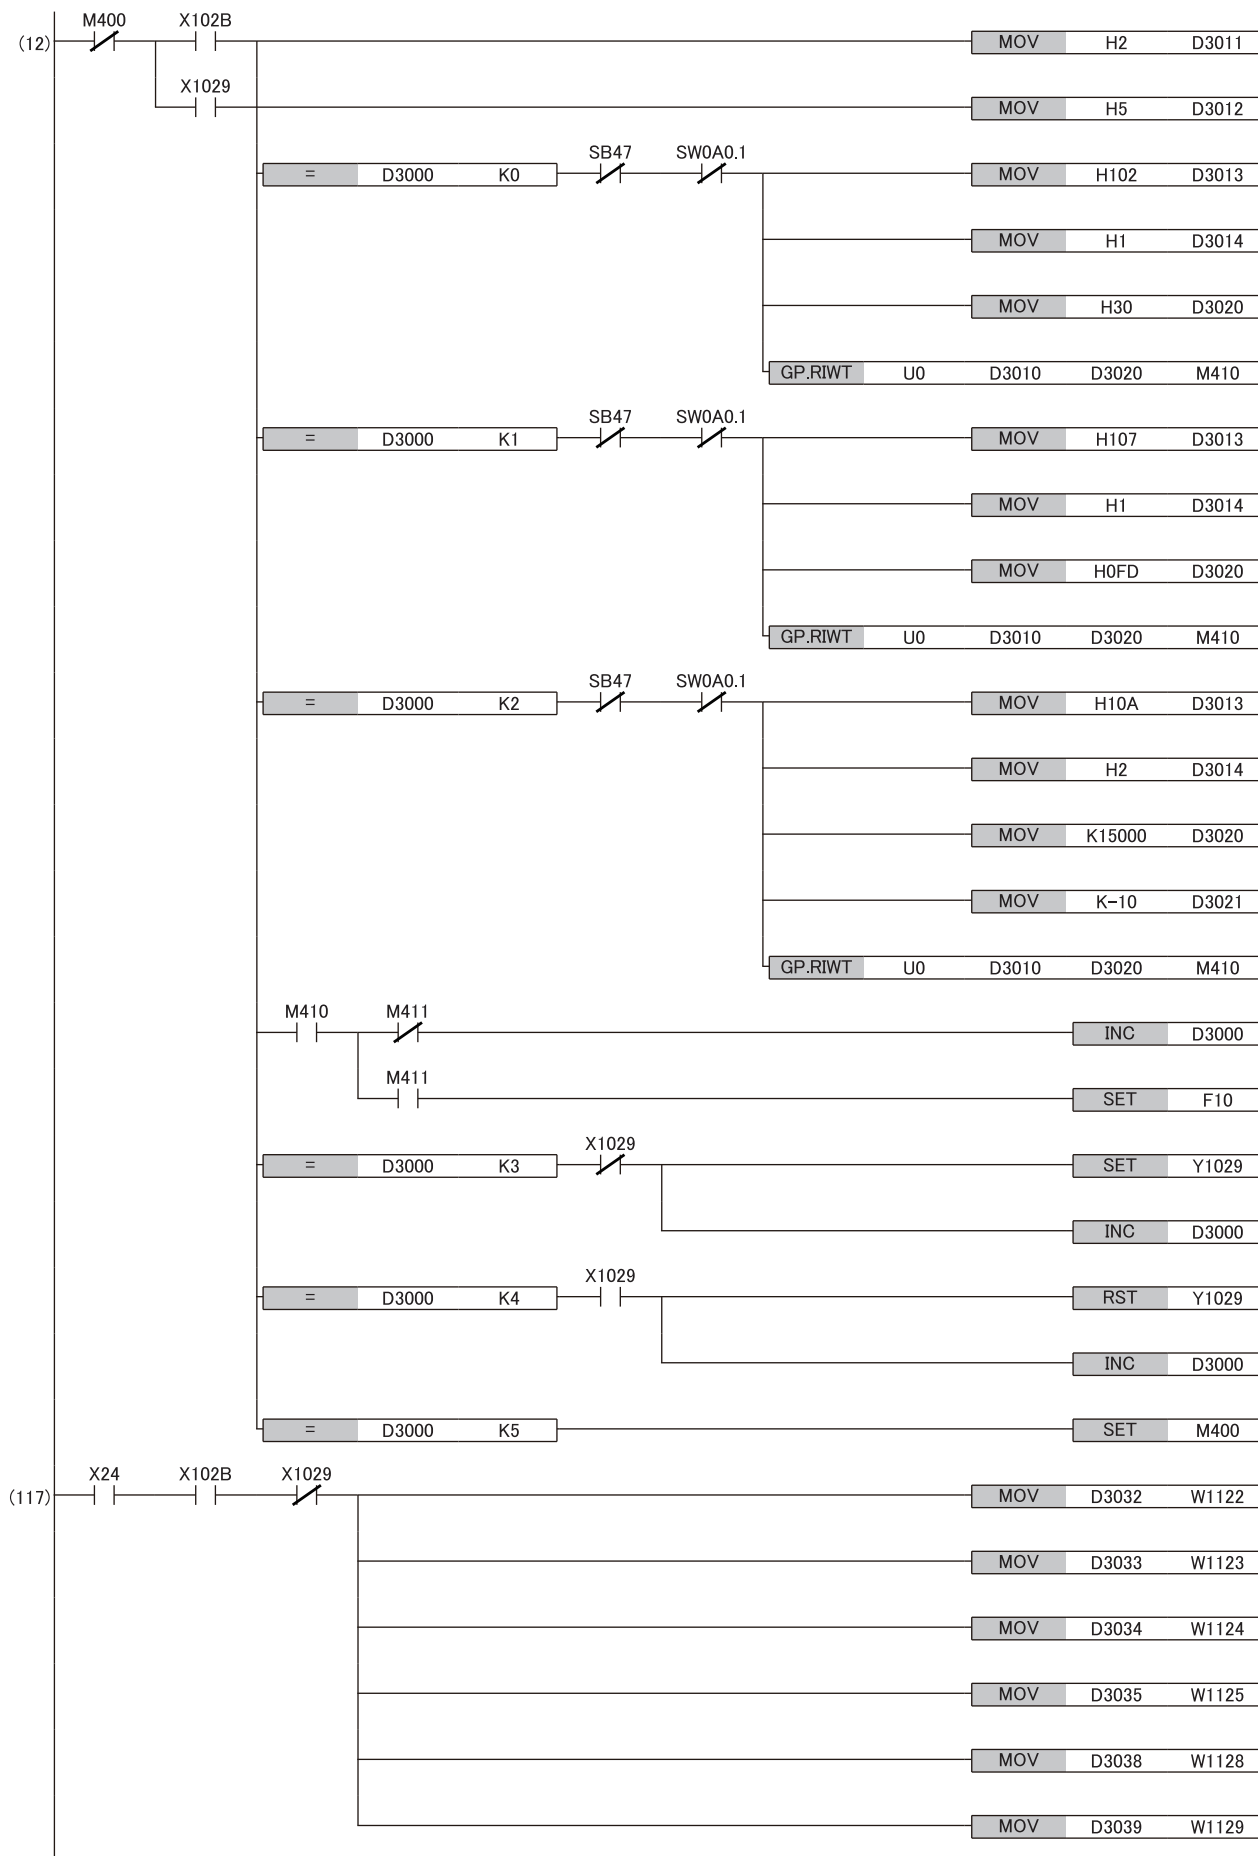 M400 X102B
(12) MOV H2 D3011
X1029
MOV H5 D3012
SB47 SW0A0.1
= D3000 K0 MOV H102 D3013
MOV H1 D3014
MOV H30 D3020
GP.RIWT U0 D3010 D3020 M410
SB47 SW0A0.1
= D3000 K1 MOV H107 D3013
MOV H1 D3014
MOV H0FD D3020
GP.RIWT U0 D3010 D3020 M410
SB47 SW0A0.1
= D3000 K2 MOV H10A D3013
MOV H2 D3014
MOV K15000 D3020
MOV K-10 D3021
GP.RIWT U0 D3010 D3020 M410
M410 M411
INC D3000
M411
SET F10
X1029
= D3000 K3 SET Y1029
INC D3000
X1029
= D3000 K4 RST Y1029
INC D3000
= D3000 K5 SET M400
X24 X102B X1029
(117) MOV D3032 W1122
MOV D3033 W1123
MOV D3034 W1124
MOV D3035 W1125
MOV D3038 W1128
MOV D3039 W1129